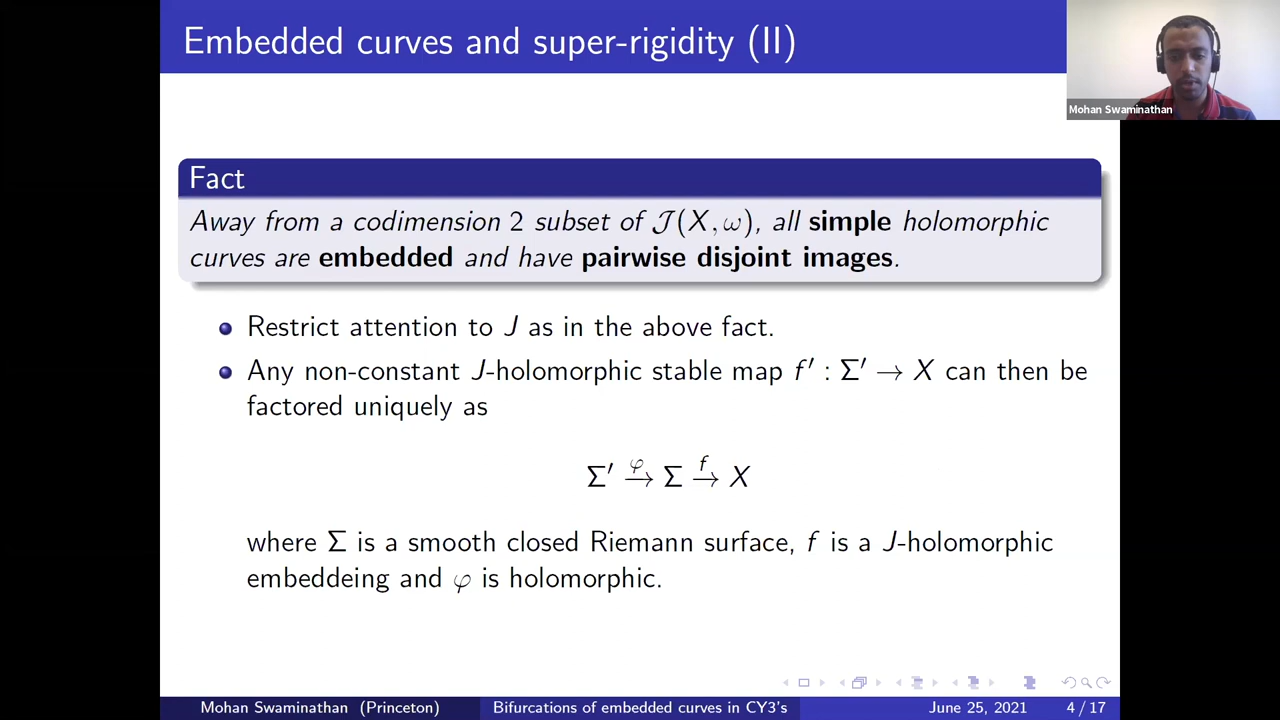 Embedded curves and super-rigidity (II)
Mohan Swaminathan
Fact
Away from a codimension 2 subset of 𝒥(X, ω), all simple holomorphic
curves are embedded and have pairwise disjoint images.
Restrict attention to J as in the above fact.
Any non-constant J-holomorphic stable map f′ : Σ′ → X can then be
factored uniquely as
Σ′ →^φ Σ →^f X
where Σ is a smooth closed Riemann surface, f is a J-holomorphic
embeddeing and φ is holomorphic.
Mohan Swaminathan (Princeton) Bifurcations of embedded curves in CY3's June 25, 2021 4 / 17